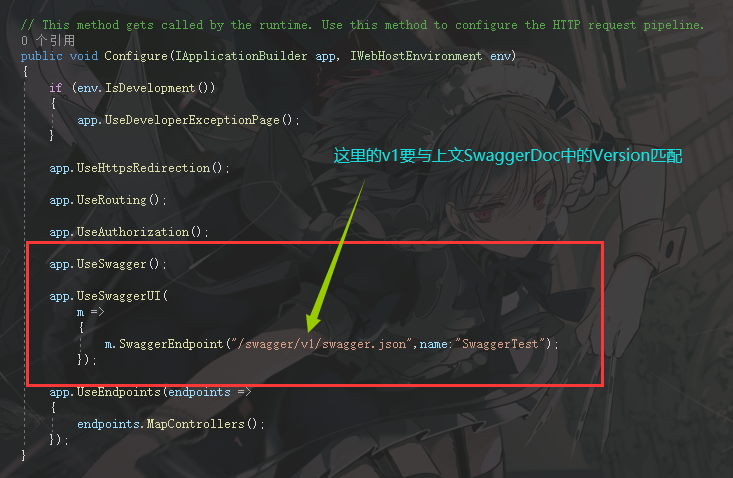 // This method gets called by the runtime. Use this method to configure the HTTP request pipeline.
0 个引用
public void Configure(IApplicationBuilder app, IWebHostEnvironment env)
{
    if (env.IsDevelopment())
    {
        app.UseDeveloperExceptionPage();
    }
这里的v1要与上文SwaggerDoc中的Version匹配
    app.UseHttpsRedirection();
    app.UseRouting();
    app.UseAuthorization();
    app.UseSwagger();
    app.UseSwaggerUI(
        m =>
        {
            m.SwaggerEndpoint("/swagger/v1/swagger.json",name:"SwaggerTest");
        });
    app.UseEndpoints(endpoints =>
    {
        endpoints.MapControllers();
    });
}